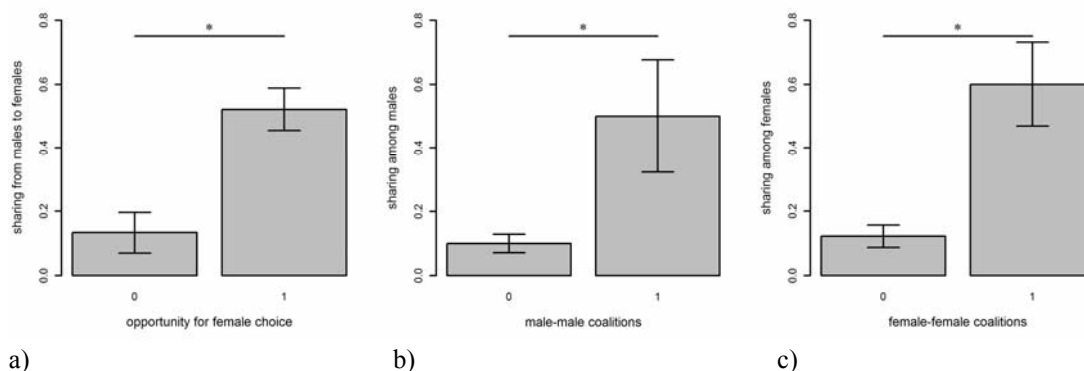 sharing from males to females
0.0 0.2 0.4 0.6 0.8
*
0 1
opportunity for female choice
a)
sharing among males
0.0 0.2 0.4 0.6 0.8
*
0 1
male-male coalitions
b)
sharing among females
0.0 0.2 0.4 0.6 0.8
*
0 1
female-female coalitions
c)